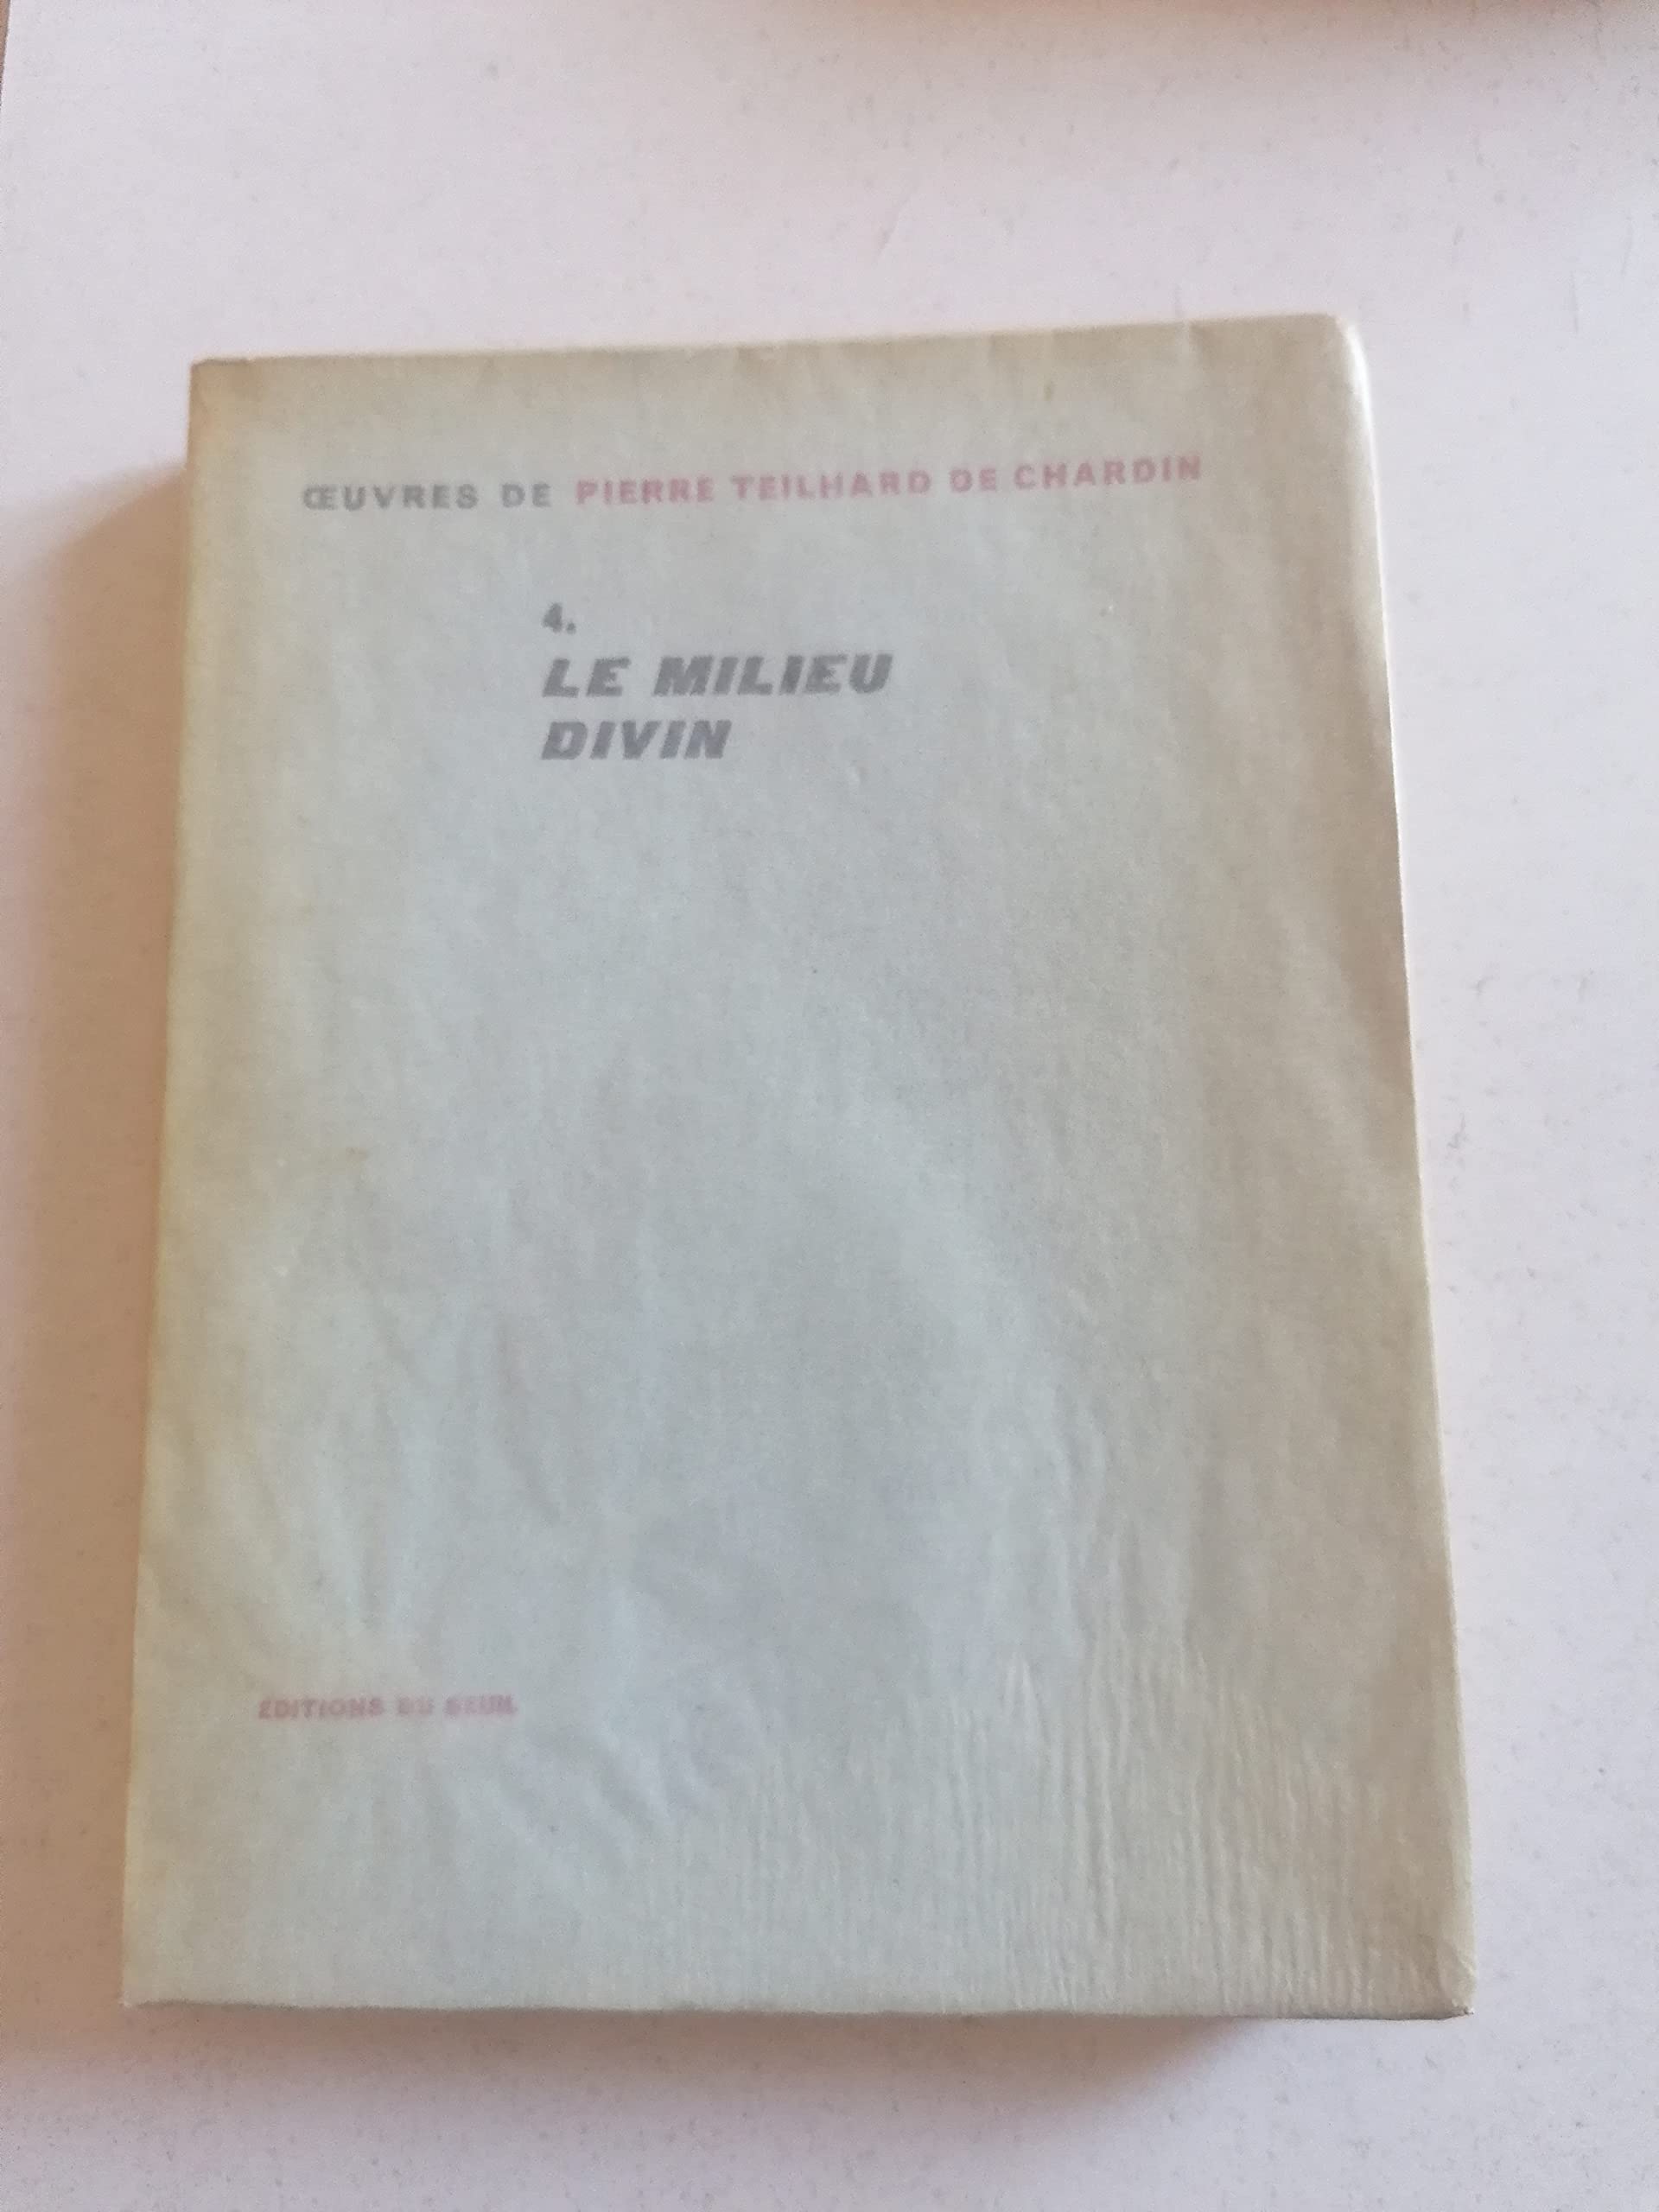 ŒUVRES DE PIERRE TEILHARD DE CHARDIN
4.
LE MILIEU
DIVIN
ÉDITIONS DU SEUIL